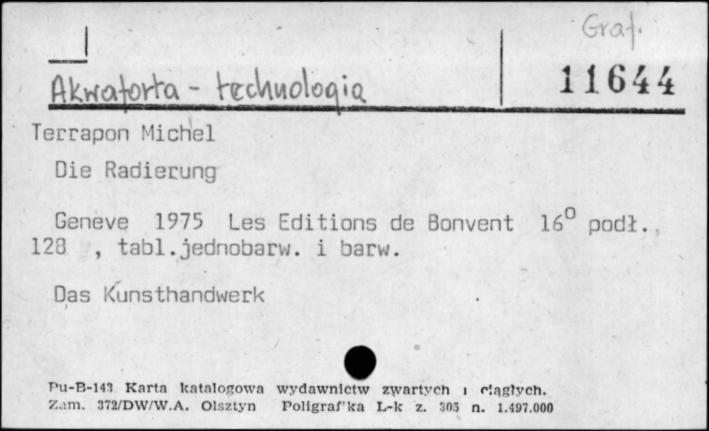 Graf.
Akwaforta - technologia
11644
Terrapon Michel
Die Radierung
Geneve 1975 Les Editions de Bonvent 16° podł.,
128 , tabl.jednobarw. i barw.
Das Kunsthandwerk
Pu-B-143 Karta katalogowa wydawnictw zwartych i ciągłych.
Zam. 372/DW/W.A. Olsztyn Poligraf'ka L-k z. 305 n. 1.497.000